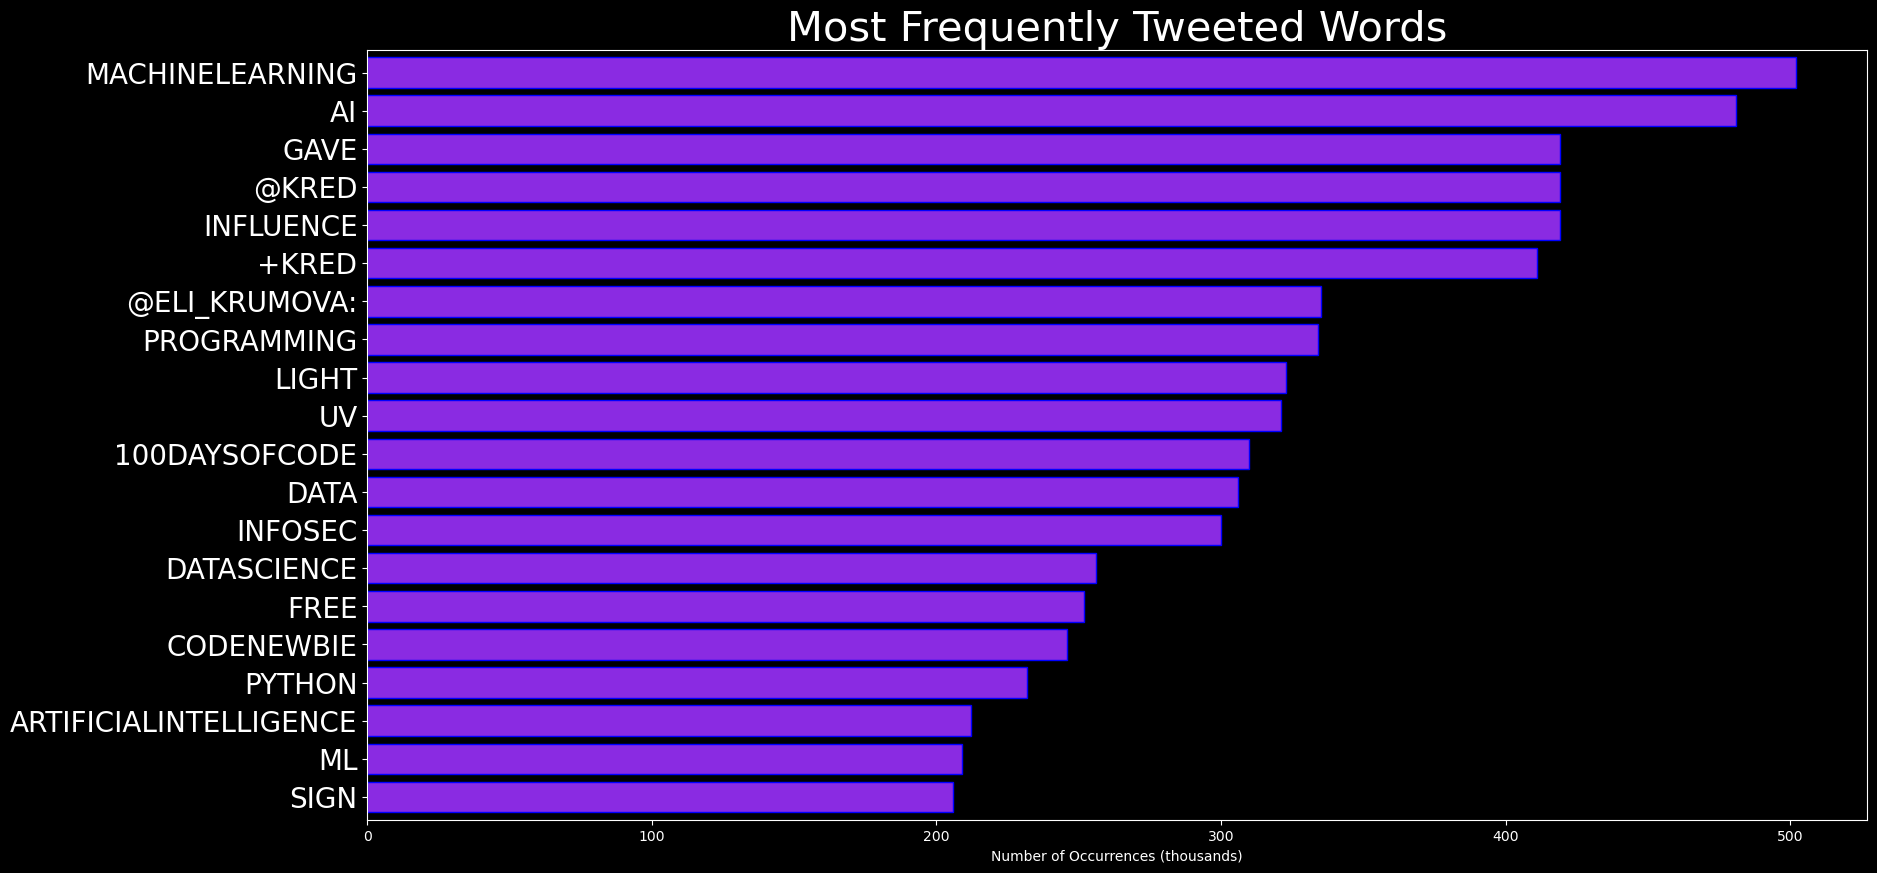 Most Frequently Tweeted Words
MACHINELEARNING
AI
GAVE
@KRED
INFLUENCE
+KRED
@ELI_KRUMOVA:
PROGRAMMING
LIGHT
UV
100DAYSOFCODE
DATA
INFOSEC
DATASCIENCE
FREE
CODENEWBIE
PYTHON
ARTIFICIALINTELLIGENCE
ML
SIGN
0 100 200 300 400 500
Number of Occurrences (thousands)